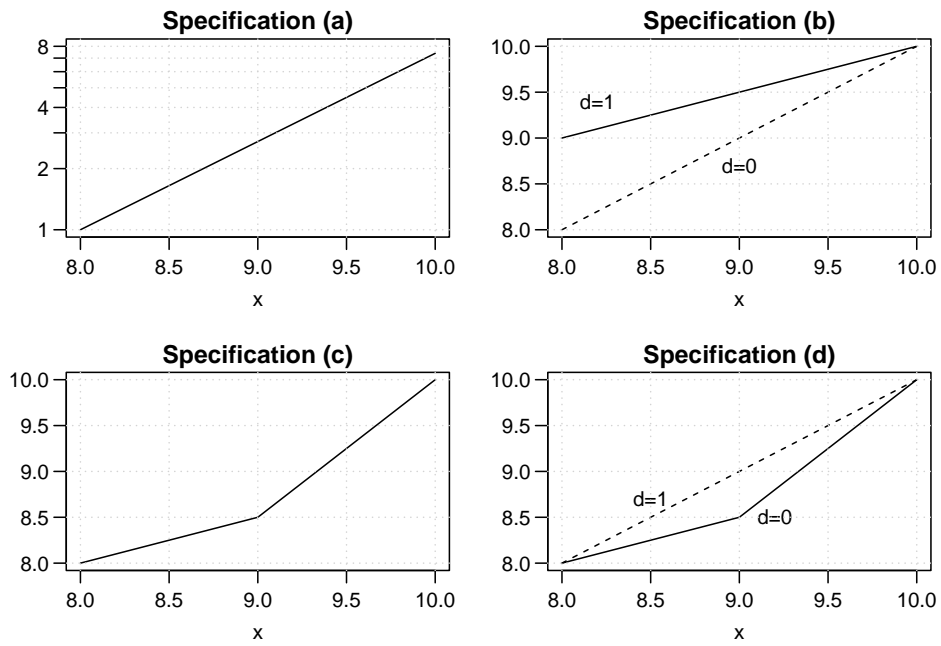 Specification (a)
8
4
2
1
8.0 8.5 9.0 9.5 10.0
x
Specification (b)
10.0
9.5
9.0
8.5
8.0
d=1
d=0
8.0 8.5 9.0 9.5 10.0
x
Specification (c)
10.0
9.5
9.0
8.5
8.0
8.0 8.5 9.0 9.5 10.0
x
Specification (d)
10.0
9.5
9.0
8.5
8.0
d=1
d=0
8.0 8.5 9.0 9.5 10.0
x